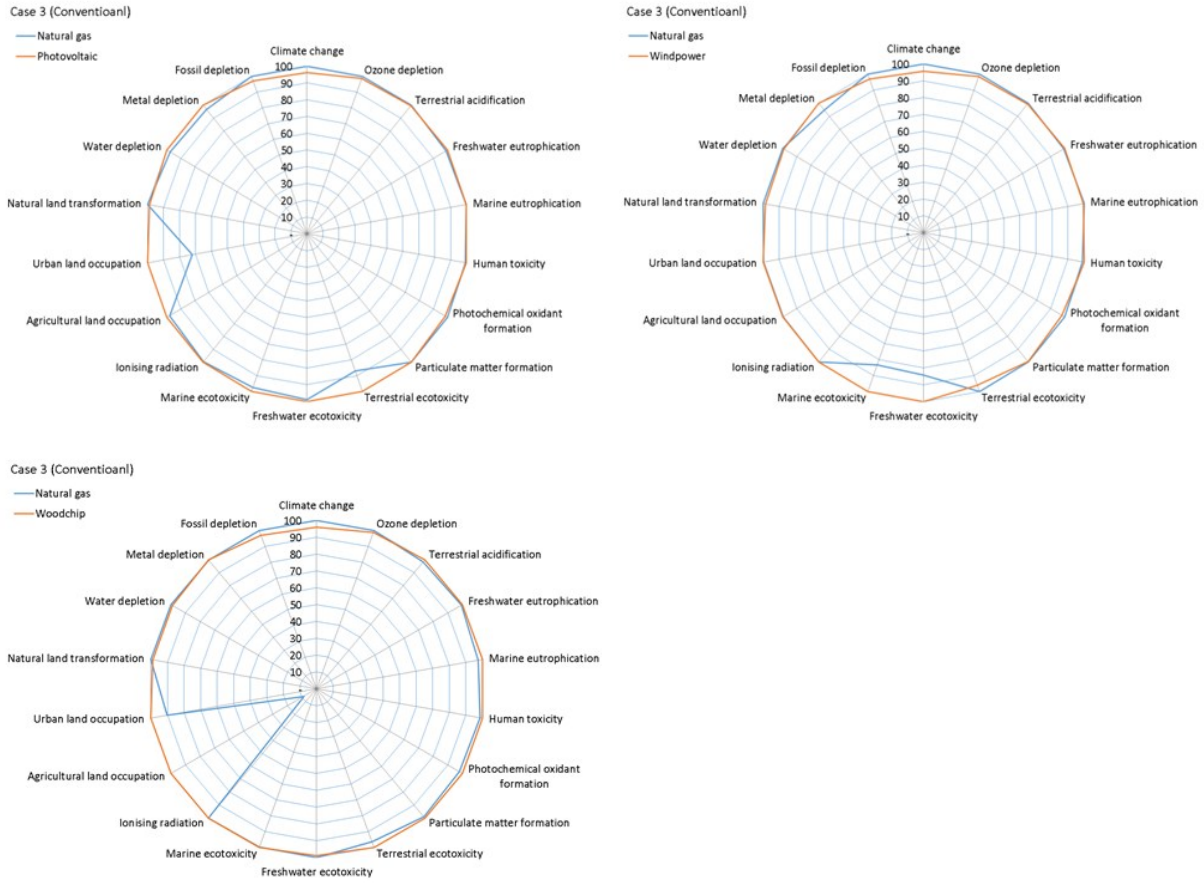 Case 3 (Conventioanl)
Natural gas
Photovoltaic
Climate change
Ozone depletion
Terrestrial acidification
Freshwater eutrophication
Marine eutrophication
Human toxicity
Photochemical oxidant
formation
Particulate matter formation
Terrestrial ecotoxicity
Freshwater ecotoxicity
Marine ecotoxicity
Ionising radiation
Agricultural land occupation
Urban land occupation
Natural land transformation
Water depletion
Metal depletion
Fossil depletion
100
90
80
70
60
50
40
30
20
10
Case 3 (Conventioanl)
Natural gas
Windpower
Climate change
Ozone depletion
Terrestrial acidification
Freshwater eutrophication
Marine eutrophication
Human toxicity
Photochemical oxidant
formation
Particulate matter formation
Terrestrial ecotoxicity
Freshwater ecotoxicity
Marine ecotoxicity
Ionising radiation
Agricultural land occupation
Urban land occupation
Natural land transformation
Water depletion
Metal depletion
Fossil depletion
100
90
80
70
60
50
40
30
20
10
Case 3 (Conventioanl)
Natural gas
Woodchip
Climate change
Ozone depletion
Terrestrial acidification
Freshwater eutrophication
Marine eutrophication
Human toxicity
Photochemical oxidant
formation
Particulate matter formation
Terrestrial ecotoxicity
Freshwater ecotoxicity
Marine ecotoxicity
Ionising radiation
Agricultural land occupation
Urban land occupation
Natural land transformation
Water depletion
Metal depletion
Fossil depletion
100
90
80
70
60
50
40
30
20
10